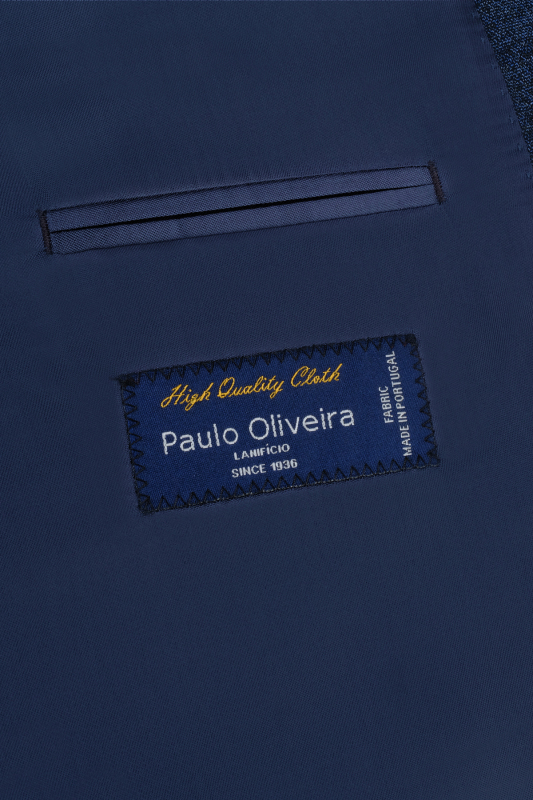 High Quality Cloth
Paulo Oliveira
LANIFÍCIO
SINCE 1936
FABRIC
MADE IN PORTUGAL